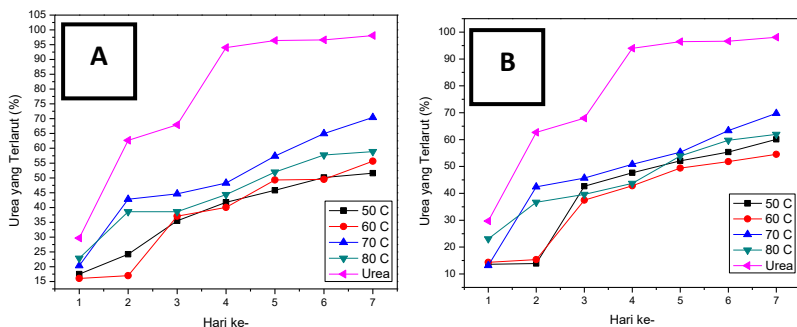 A
Urea yang Terlarut (%)
105
100
95
90
85
80
75
70
65
60
55
50
45
40
35
30
25
20
15
1 2 3 4 5 6 7
Hari ke-
50 C
60 C
70 C
80 C
Urea
B
Urea yang Terlarut (%)
100
90
80
70
60
50
40
30
20
10
1 2 3 4 5 6 7
Hari ke-
50 C
60 C
70 C
80 C
Urea